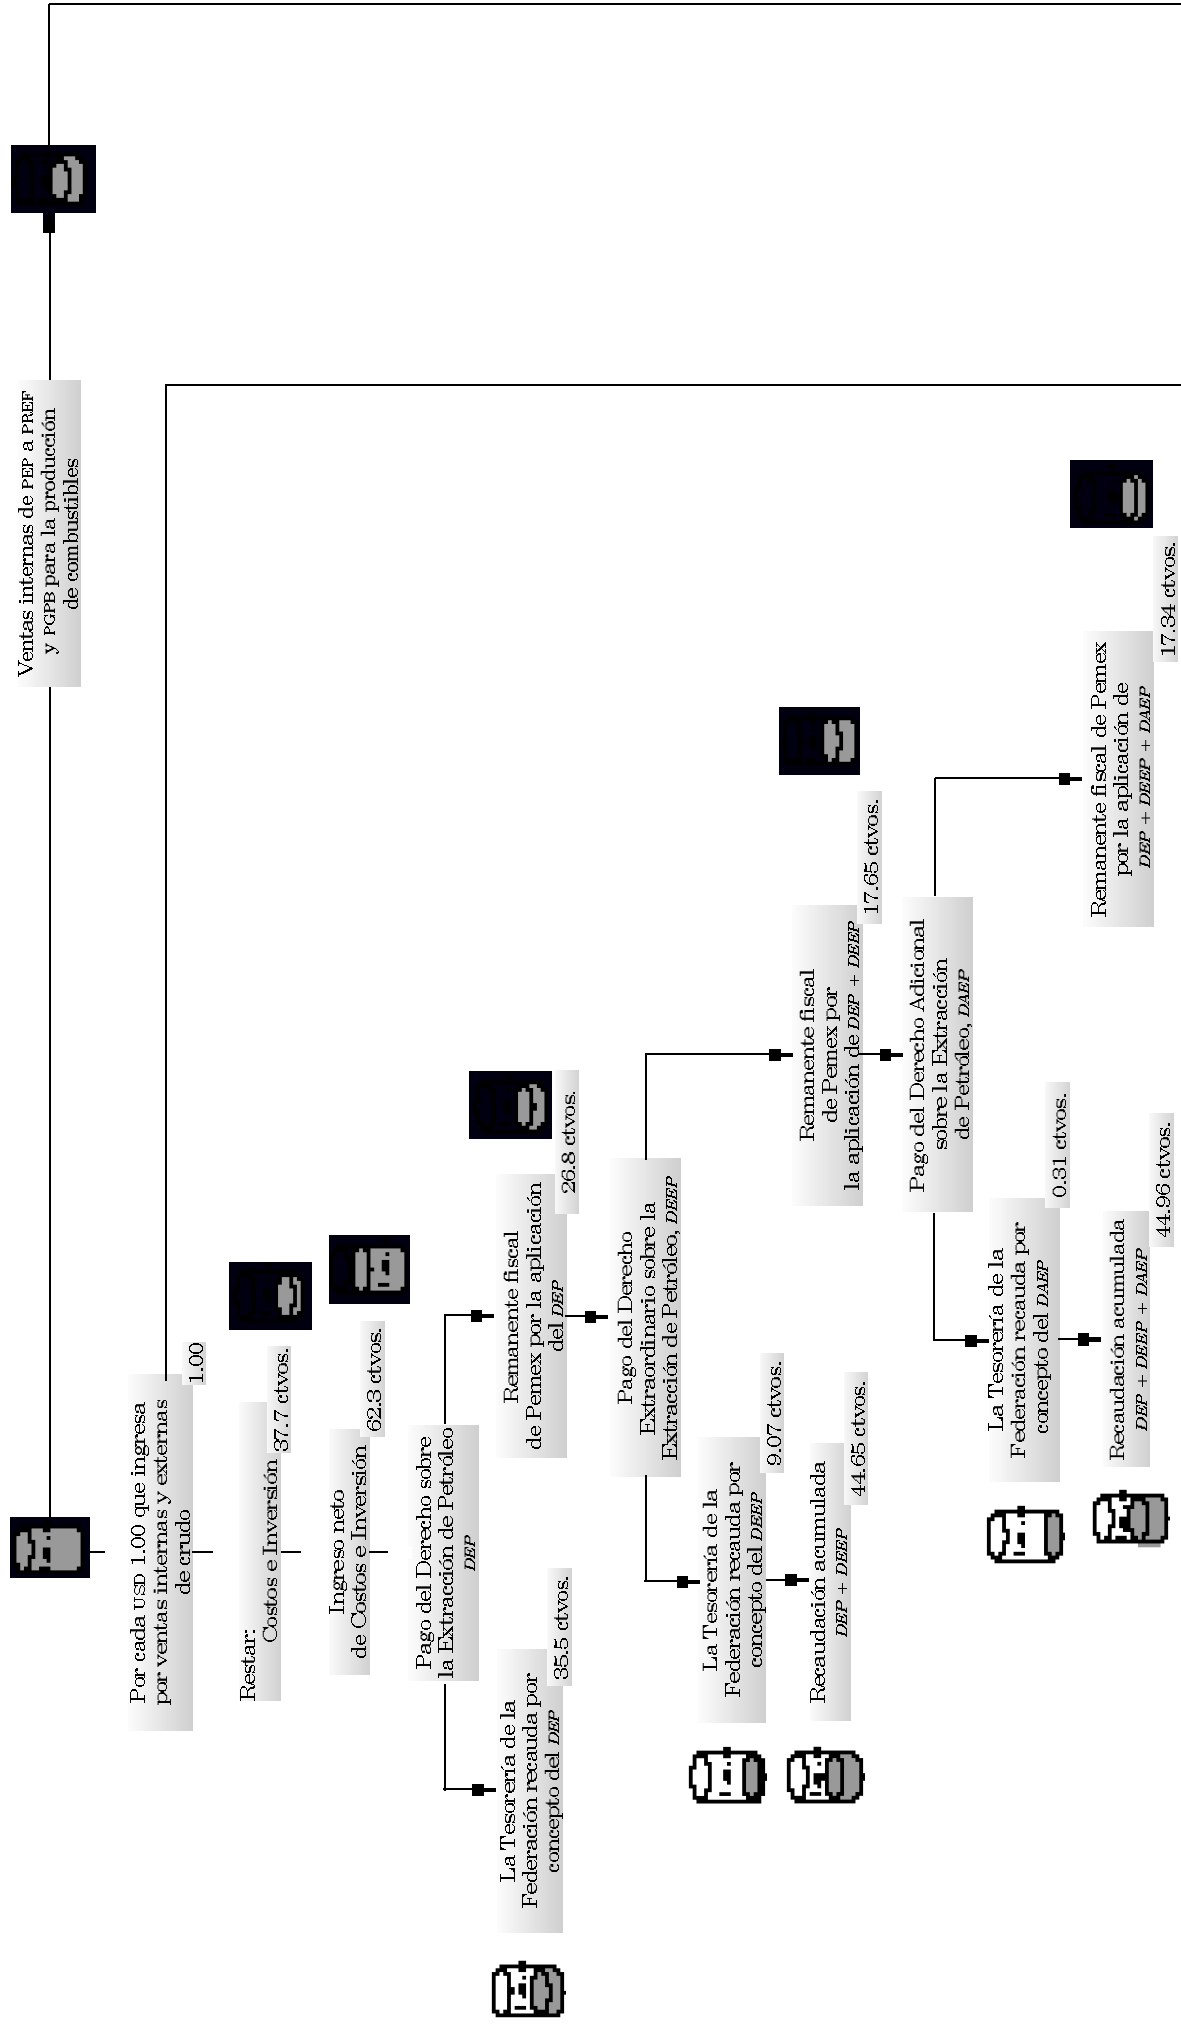 Ventas internas de PEP a PREF
y PGPB para la producción
de combustibles
Por cada USD 1.00 que ingresa
por ventas internas y externas
de crudo
1.00
Restar:
Costos e Inversión
37.7 ctvos.
Ingreso neto
de Costos e Inversión
62.3 ctvos.
Pago del Derecho sobre
la Extracción de Petróleo
DEP
La Tesorería de la
Federación recauda por
concepto del DEP
35.5 ctvos.
Remanente fiscal
de Pemex por la aplicación
del DEP
26.8 ctvos.
Pago del Derecho
Extraordinario sobre la
Extracción de Petróleo, DEEP
La Tesorería de la
Federación recauda por
concepto del DEEP
9.07 ctvos.
Recaudación acumulada
DEP + DEEP
44.65 ctvos.
Remanente fiscal
de Pemex por
la aplicación de DEP + DEEP
17.65 ctvos.
Pago del Derecho Adicional
sobre la Extracción
de Petróleo, DAEP
La Tesorería de la
Federación recauda por
concepto del DAEP
0.31 ctvos.
Recaudación acumulada
DEP + DEEP + DAEP
44.96 ctvos.
Remanente fiscal de Pemex
por la aplicación de
DEP + DEEP + DAEP
17.34 ctvos.